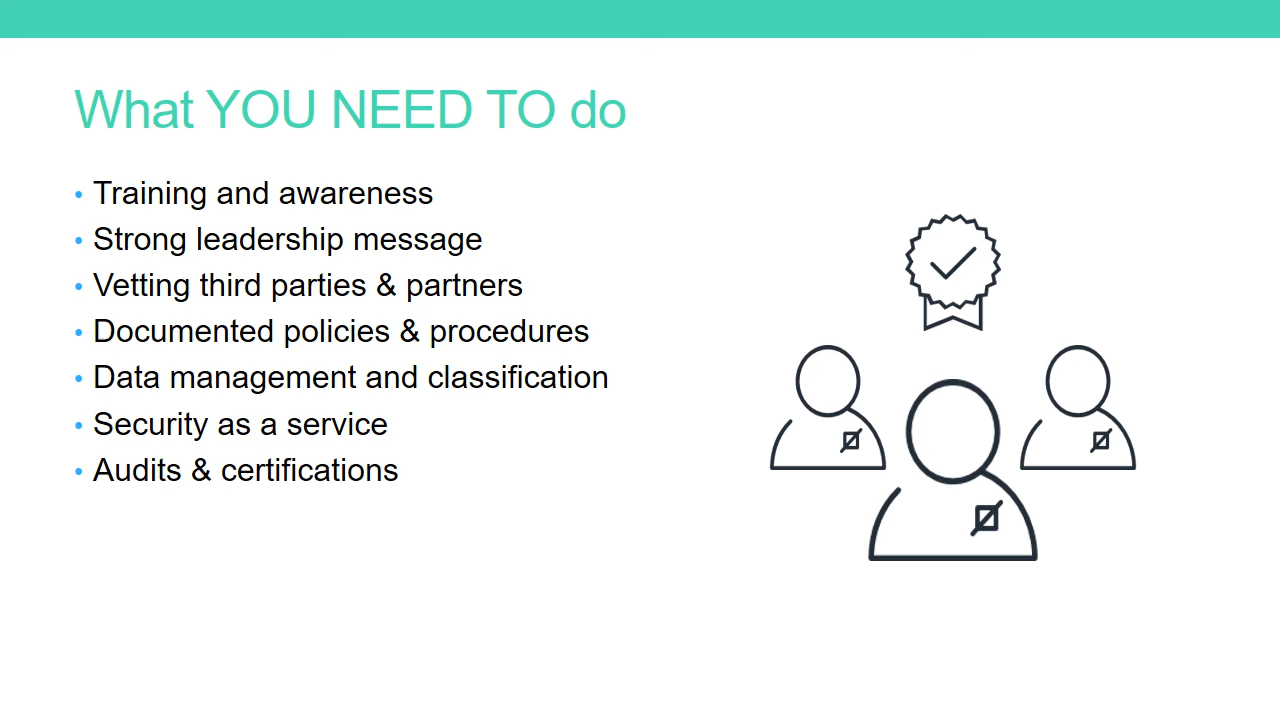 What YOU NEED TO do
• Training and awareness
• Strong leadership message
• Vetting third parties & partners
• Documented policies & procedures
• Data management and classification
• Security as a service
• Audits & certifications